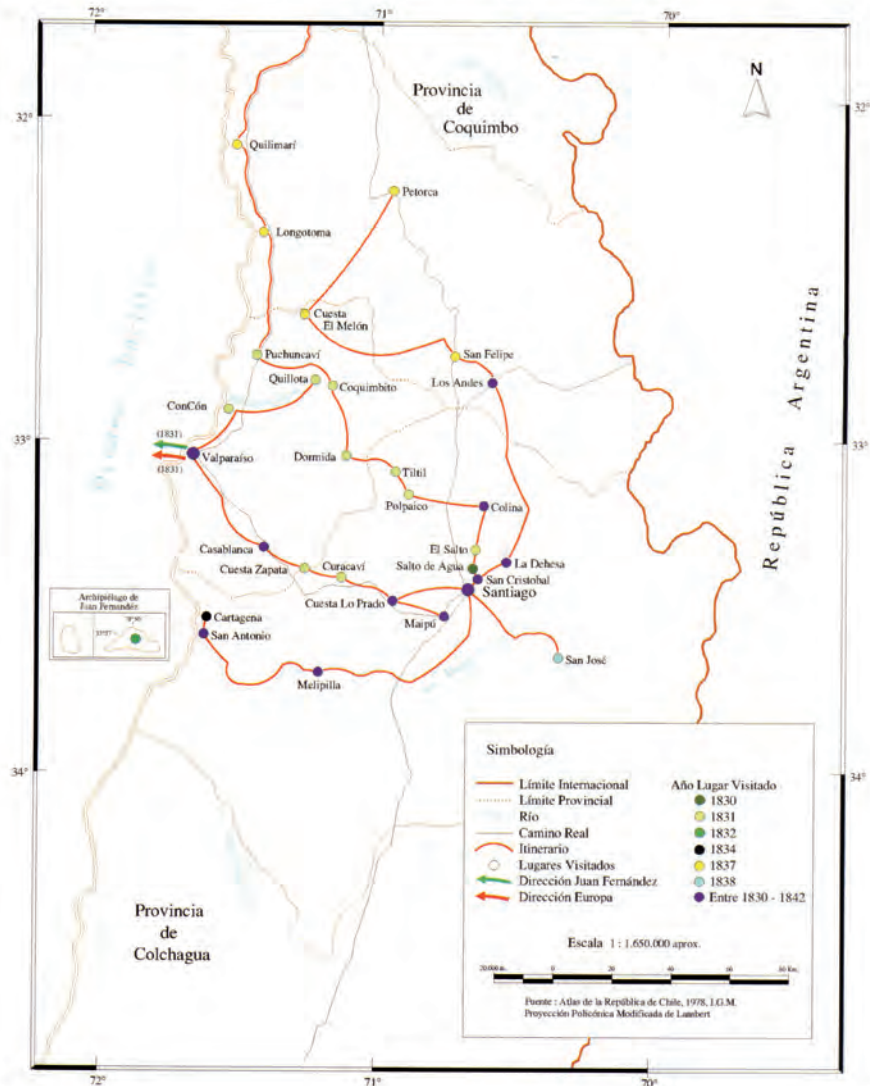 72°
71°
70°
32°
32°
N
Provincia
de
Coquimbo
Quilimarí
Petorca
Longotoma
Cuesta
El Melón
Puchuncaví
San Felipe
Quillota
Coquimbito
Los Andes
ConCón
33°
33°
(1831)
(1831)
Valparaíso
Dormida
Tiltil
Polpaico
Colina
Casablanca
El Salto
La Dehesa
Cuesta Zapata
Curacaví
Salto de Agua
San Cristobal
Santiago
Cuesta Lo Prado
Maipú
Archipiélago de
Juan Fernández
Cartagena
San Antonio
San José
Melipilla
República Argentina
34°
34°
Provincia
de
Colchagua
Simbología
Límite Internacional
Límite Provincial
Río
Camino Real
Itinerario
Lugares Visitados
Dirección Juan Fernández
Dirección Europa
Año Lugar Visitado
1830
1831
1832
1834
1837
1838
Entre 1830 - 1842
Escala 1 : 1.650.000 aprox.
0
20
40
60
80 Km.
Fuente : Atlas de la República de Chile, 1978, I.G.M.
Proyección Policónica Modificada de Lambert
72°
71°
70°